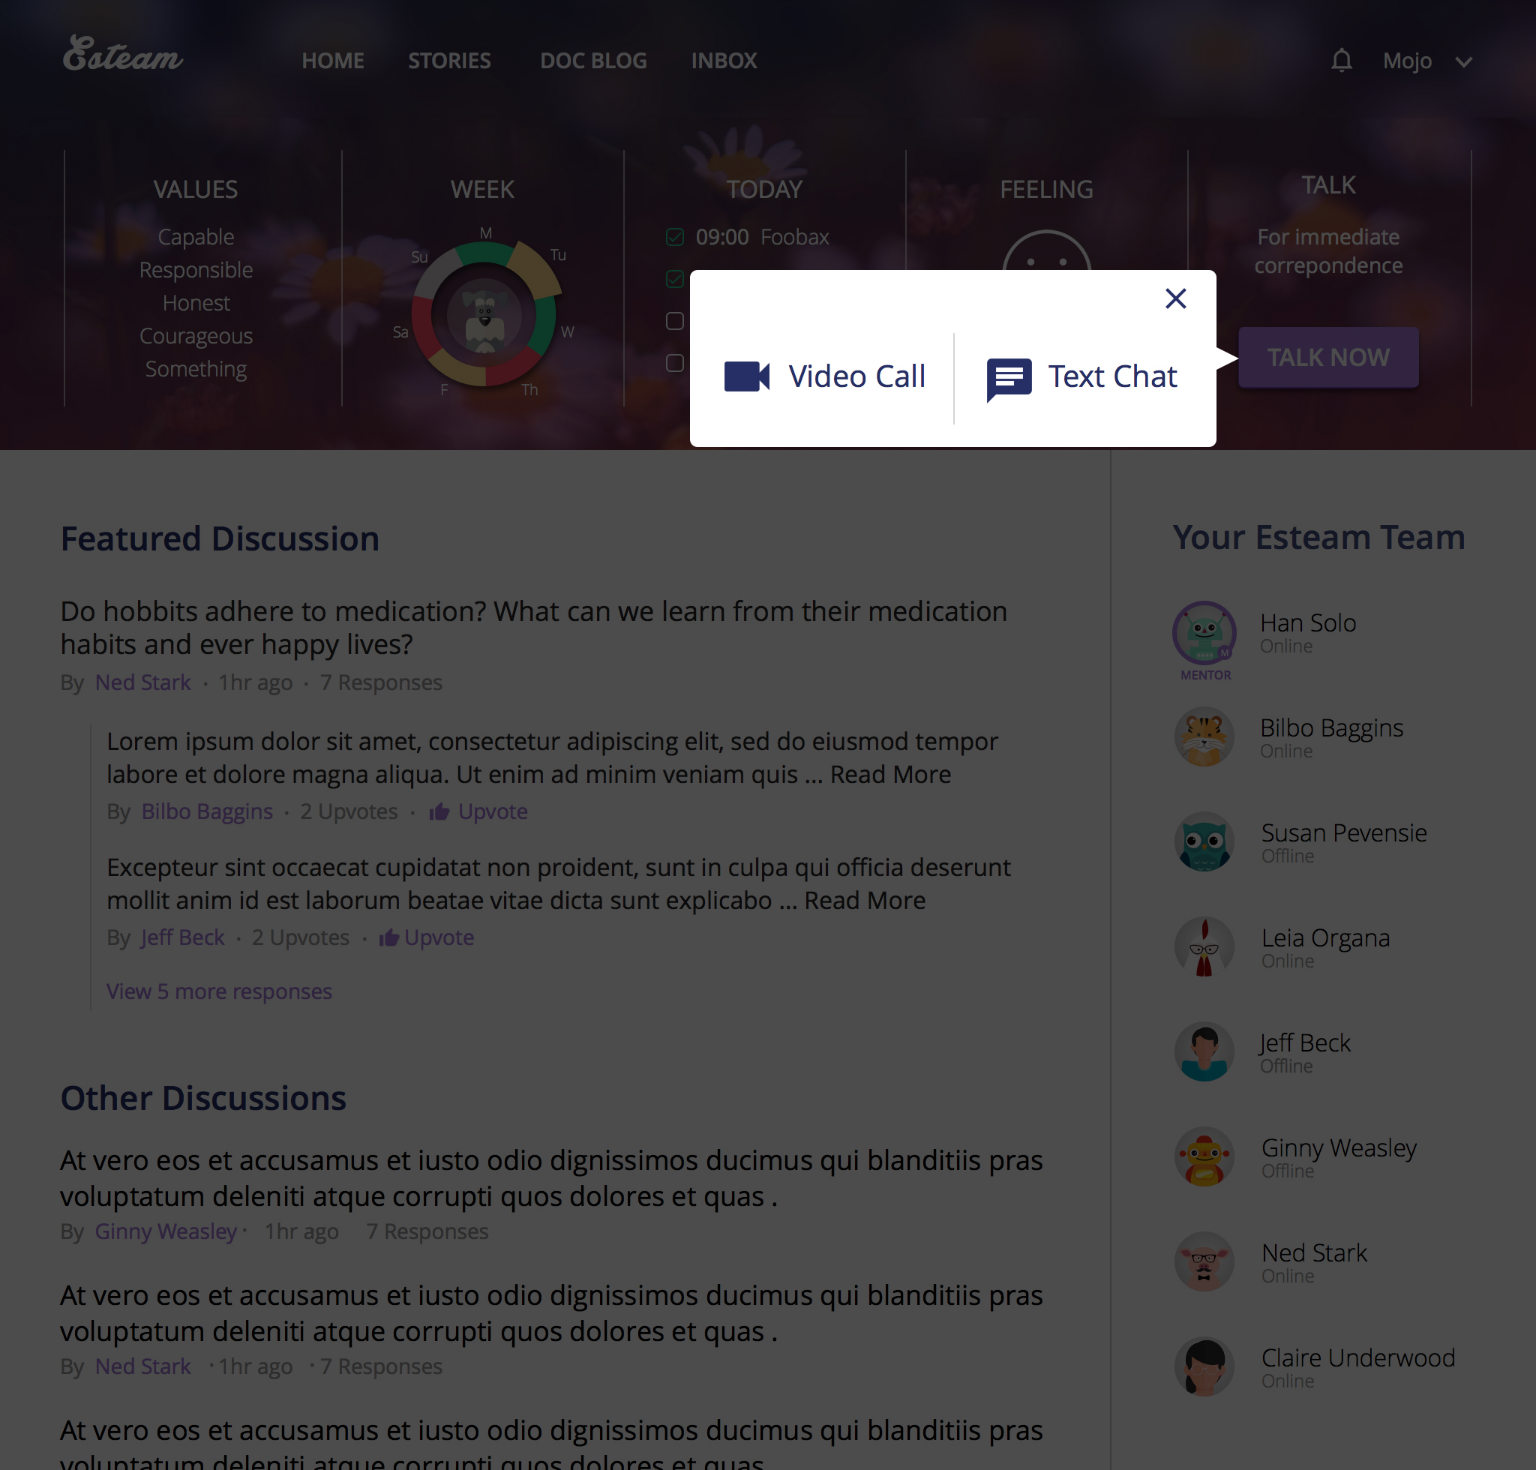 Esteam
HOME
STORIES
DOC BLOG
INBOX
Mojo
VALUES
Capable
Responsible
Honest
Courageous
Something
WEEK
M
Tu
W
Th
F
Sa
Su
TODAY
09:00 Foobax
FEELING
TALK
For immediate
correpondence
TALK NOW
Video Call
Text Chat
Featured Discussion
Do hobbits adhere to medication? What can we learn from their medication
habits and ever happy lives?
By Ned Stark · 1hr ago · 7 Responses
Lorem ipsum dolor sit amet, consectetur adipiscing elit, sed do eiusmod tempor
labore et dolore magna aliqua. Ut enim ad minim veniam quis ... Read More
By Bilbo Baggins · 2 Upvotes · Upvote
Excepteur sint occaecat cupidatat non proident, sunt in culpa qui officia deserunt
mollit anim id est laborum beatae vitae dicta sunt explicabo ... Read More
By Jeff Beck · 2 Upvotes · Upvote
View 5 more responses
Other Discussions
At vero eos et accusamus et iusto odio dignissimos ducimus qui blanditiis pras
voluptatum deleniti atque corrupti quos dolores et quas .
By Ginny Weasley · 1hr ago 7 Responses
At vero eos et accusamus et iusto odio dignissimos ducimus qui blanditiis pras
voluptatum deleniti atque corrupti quos dolores et quas .
By Ned Stark · 1hr ago · 7 Responses
At vero eos et accusamus et iusto odio dignissimos ducimus qui blanditiis pras
voluptatum deleniti atque corrupti quos dolores et quas
Your Esteam Team
M
MENTOR
Han Solo
Online
Bilbo Baggins
Online
Susan Pevensie
Offline
Leia Organa
Online
Jeff Beck
Offline
Ginny Weasley
Offline
Ned Stark
Online
Claire Underwood
Online